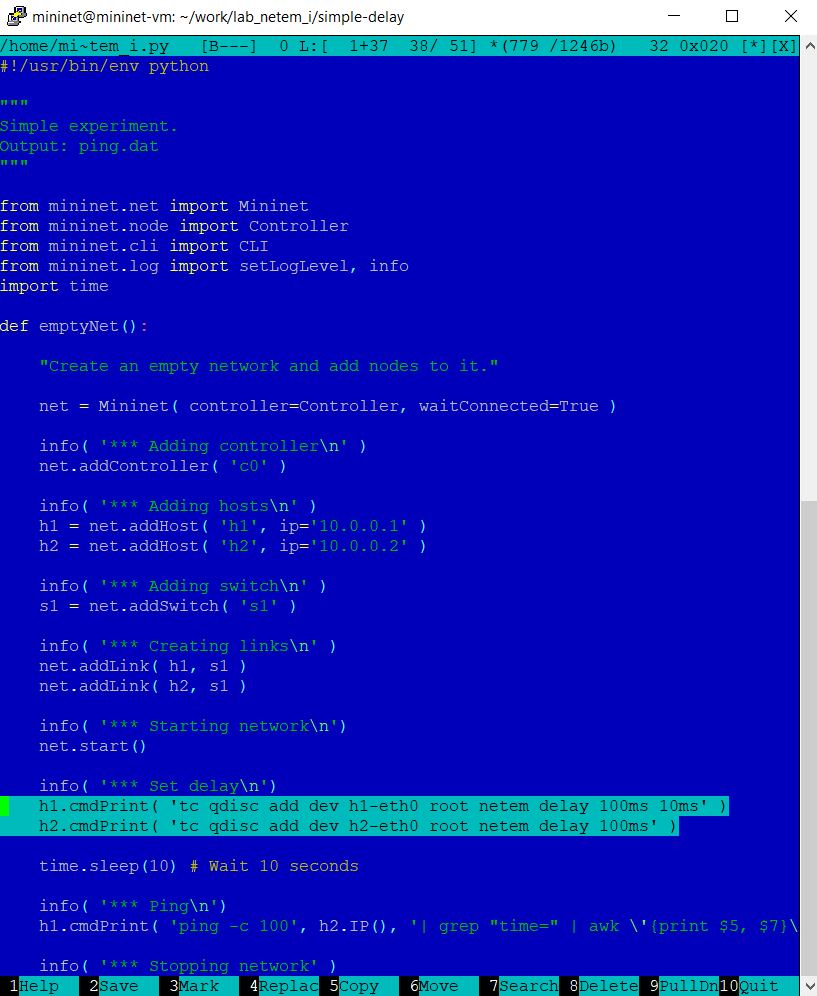 mininet@mininet-vm: ~/work/lab_netem_i/simple-delay
/home/mi~tem_i.py   [B---]  0 L:[  1+37  38/ 51] *(779 /1246b)   32 0x020 [*][X]
#!/usr/bin/env python
"""
Simple experiment.
Output: ping.dat
"""
from mininet.net import Mininet
from mininet.node import Controller
from mininet.cli import CLI
from mininet.log import setLogLevel, info
import time
def emptyNet():
    "Create an empty network and add nodes to it."
    net = Mininet( controller=Controller, waitConnected=True )
    info( '*** Adding controller\n' )
    net.addController( 'c0' )
    info( '*** Adding hosts\n' )
    h1 = net.addHost( 'h1', ip='10.0.0.1' )
    h2 = net.addHost( 'h2', ip='10.0.0.2' )
    info( '*** Adding switch\n' )
    s1 = net.addSwitch( 's1' )
    info( '*** Creating links\n' )
    net.addLink( h1, s1 )
    net.addLink( h2, s1 )
    info( '*** Starting network\n')
    net.start()
    info( '*** Set delay\n')
    h1.cmdPrint( 'tc qdisc add dev h1-eth0 root netem delay 100ms 10ms' )
    h2.cmdPrint( 'tc qdisc add dev h2-eth0 root netem delay 100ms' )
    time.sleep(10) # Wait 10 seconds
    info( '*** Ping\n')
    h1.cmdPrint( 'ping -c 100', h2.IP(), '| grep "time=" | awk \'{print $5, $7}\
    info( '*** Stopping network' )
1Help 2Save 3Mark 4Replac 5Copy 6Move 7Search 8Delete 9PullDn 10Quit